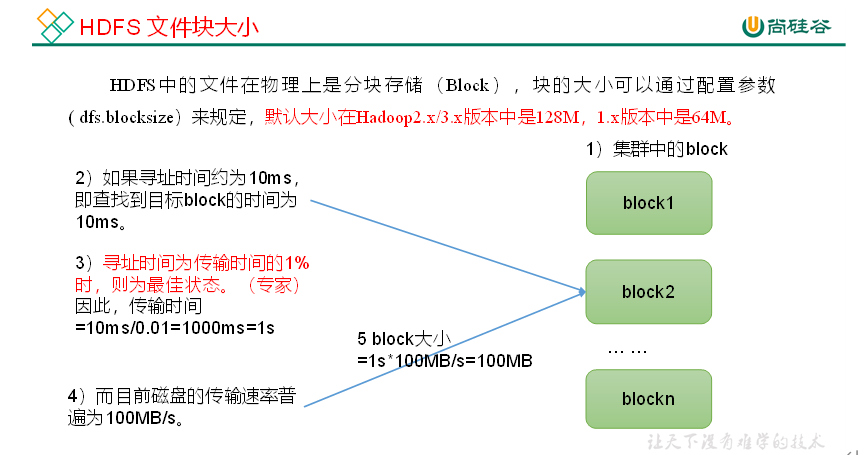 HDFS 文件块大小
尚硅谷
HDFS中的文件在物理上是分块存储（Block），块的大小可以通过配置参数
( dfs.blocksize）来规定，默认大小在Hadoop2.x/3.x版本中是128M，1.x版本中是64M。
1）集群中的block
2）如果寻址时间约为10ms，
即查找到目标block的时间为
10ms。
block1
3）寻址时间为传输时间的1%
时，则为最佳状态。（专家）
因此，传输时间
=10ms/0.01=1000ms=1s
block2
5 block大小
=1s*100MB/s=100MB
... ...
4）而目前磁盘的传输速率普
遍为100MB/s。
blockn
让天下没有难学的技术